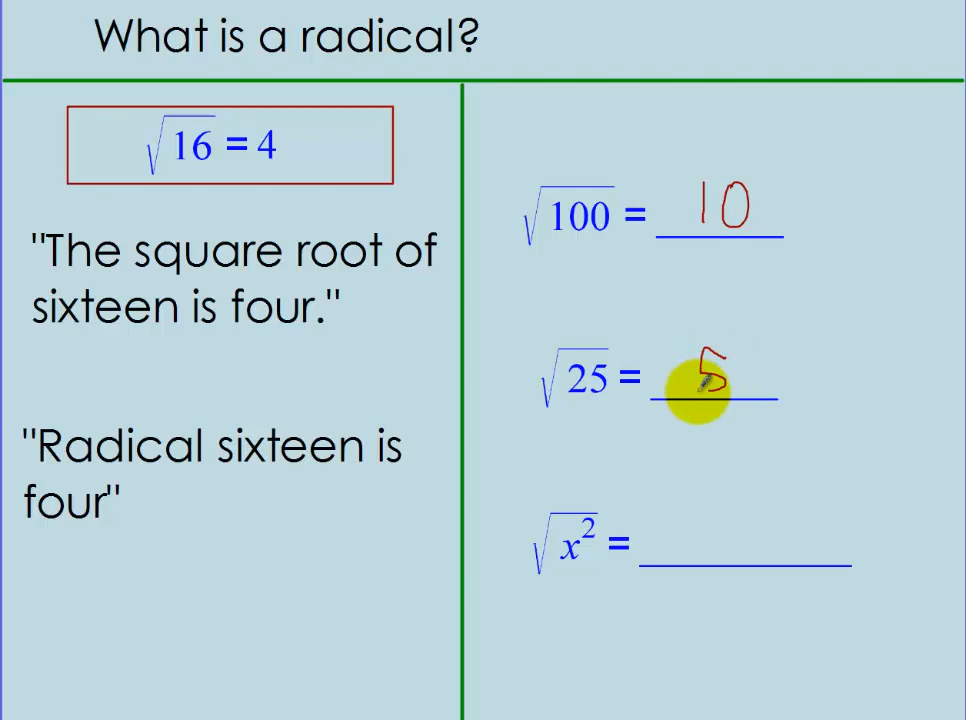 What is a radical?
√16 = 4
"The square root of
sixteen is four."
"Radical sixteen is
four"
√100 = 10
√25 = 5
√x² =